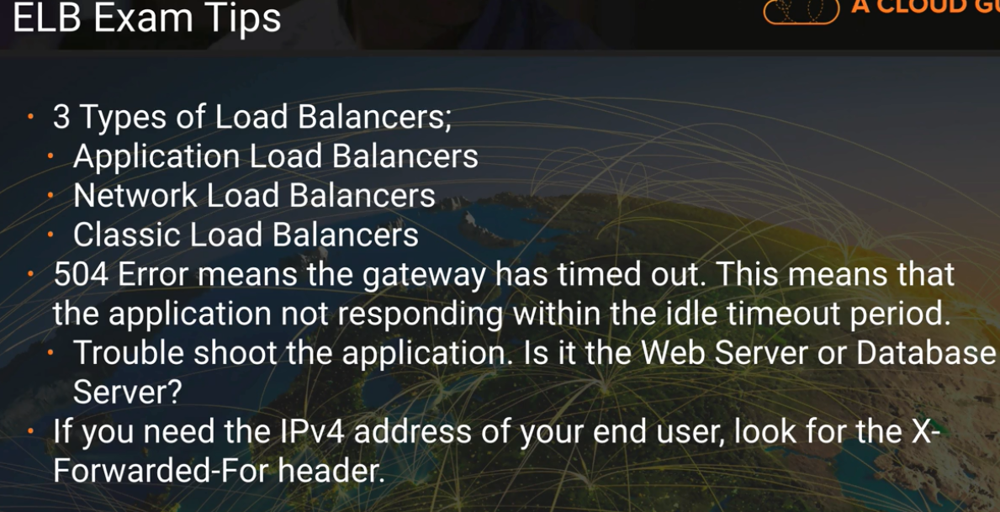 ELB Exam Tips
A CLOUD
• 3 Types of Load Balancers;
• Application Load Balancers
• Network Load Balancers
• Classic Load Balancers
• 504 Error means the gateway has timed out. This means that
the application not responding within the idle timeout period.
• Trouble shoot the application. Is it the Web Server or Database
Server?
• If you need the IPv4 address of your end user, look for the X-
Forwarded-For header.